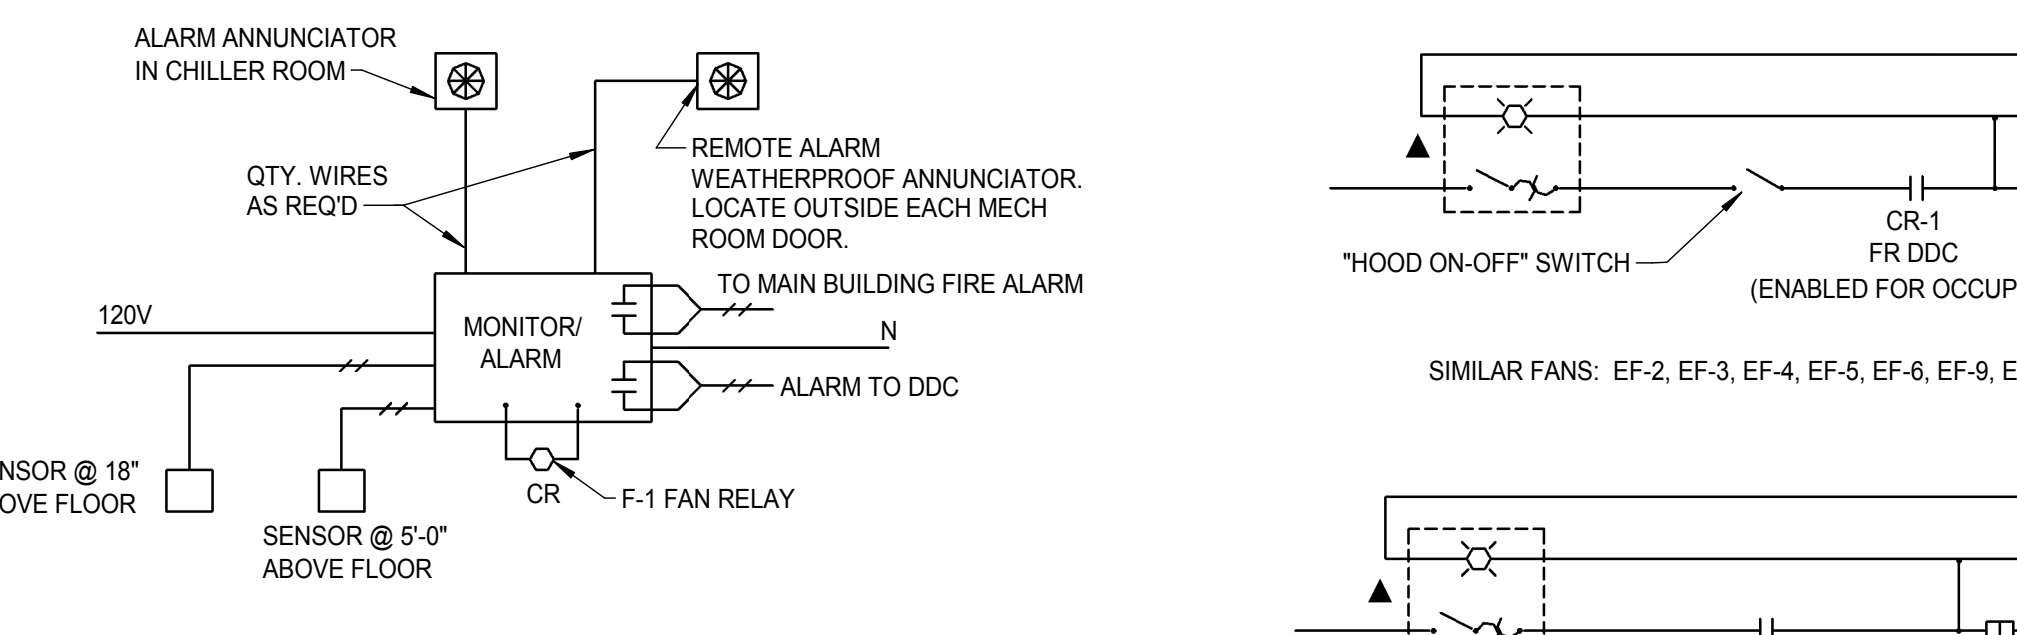 ALARM ANNUNCIATOR
IN CHILLER ROOM
QTY. WIRES
AS REQ'D
REMOTE ALARM
WEATHERPROOF ANNUNCIATOR.
LOCATE OUTSIDE EACH MECH
ROOM DOOR.
TO MAIN BUILDING FIRE ALARM
120V
MONITOR/
ALARM
N
ALARM TO DDC
@ 18"
FLOOR
SENSOR @ 5'-0"
ABOVE FLOOR
CR
F-1 FAN RELAY
"HOOD ON-OFF" SWITCH
CR-1
FR DDC
(ENABLED FOR
SIMILAR FANS: EF-2, EF-3, EF-4, EF-5, EF-6, EF-9,